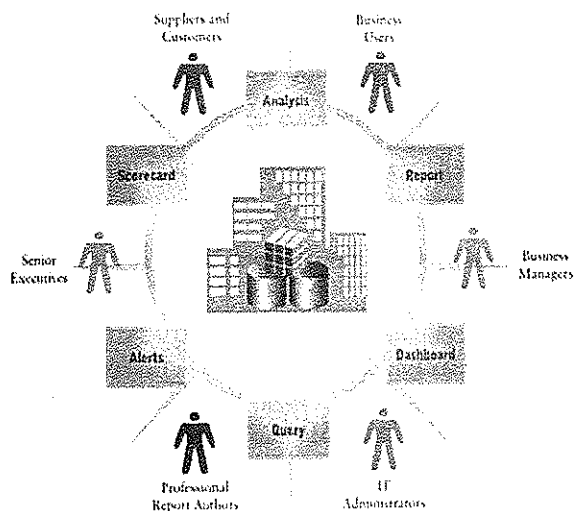 Suppliers and
Customers
Business
Users
Analysis
Scorecard
Report
Senior
Executives
Business
Managers
Alerts
Dashboard
Query
Professional
Report Authors
IT
Administrators